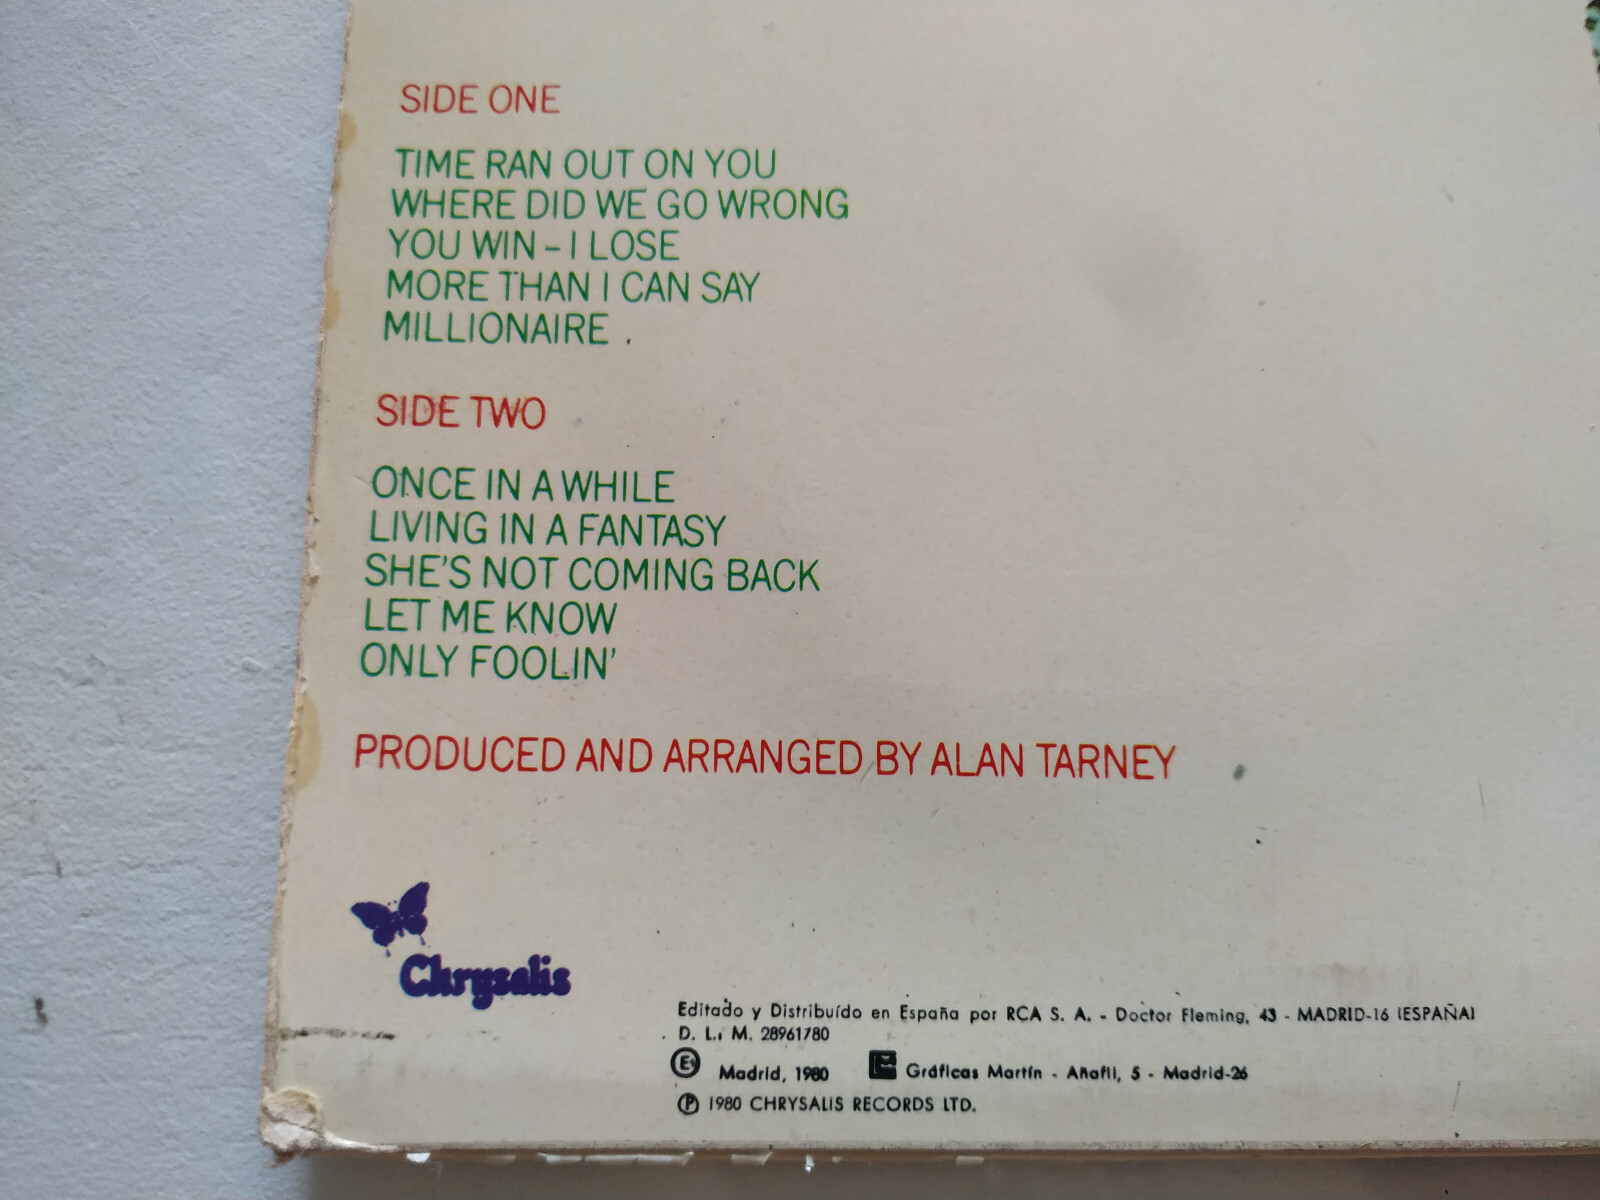 SIDE ONE
TIME RAN OUT ON YOU
WHERE DID WE GO WRONG
YOU WIN – I LOSE
MORE THAN I CAN SAY
MILLIONAIRE
SIDE TWO
ONCE IN A WHILE
LIVING IN A FANTASY
SHE'S NOT COMING BACK
LET ME KNOW
ONLY FOOLIN'
PRODUCED AND ARRANGED BY ALAN TARNEY
Chrysalis
Editado y Distribuído en España por RCA S. A. - Doctor Fleming, 43 - MADRID-16 (ESPAÑA)
D. L. M. 28961780
Ⓔ Madrid, 1980 Gráficas Martín - Añafil, 5 - Madrid-26
Ⓟ 1980 CHRYSALIS RECORDS LTD.